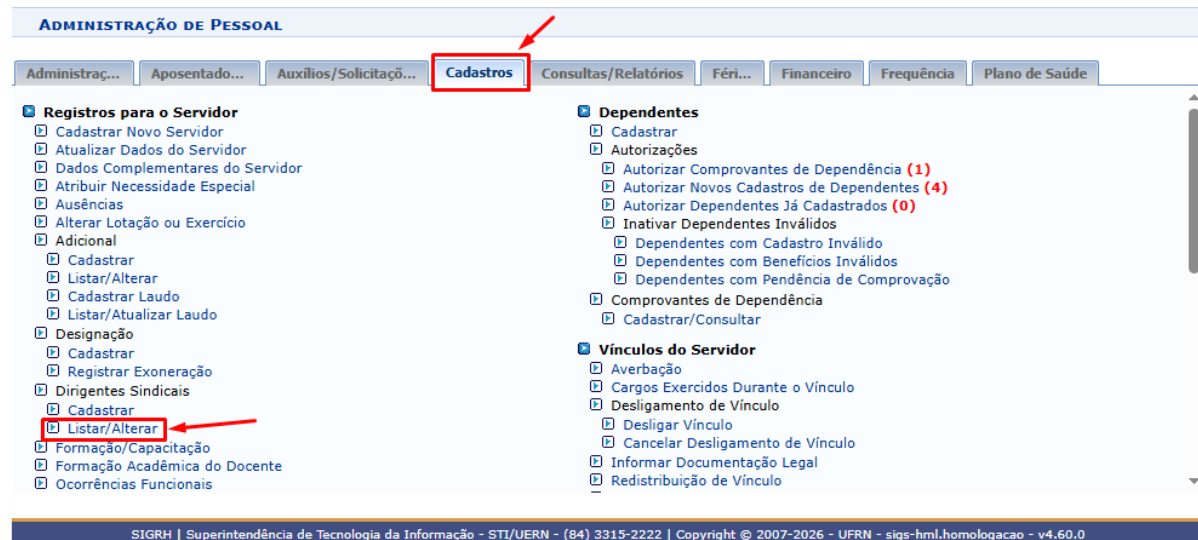 ADMINISTRAÇÃO DE PESSOAL
Administraç...
Aposentado...
Auxílios/Solicitaçõ...
Cadastros
Consultas/Relatórios
Féri...
Financeiro
Frequência
Plano de Saúde
Registros para o Servidor
Cadastrar Novo Servidor
Atualizar Dados do Servidor
Dados Complementares do Servidor
Atribuir Necessidade Especial
Ausências
Alterar Lotação ou Exercício
Adicional
Cadastrar
Listar/Alterar
Cadastrar Laudo
Listar/Atualizar Laudo
Designação
Cadastrar
Registrar Exoneração
Dirigentes Sindicais
Cadastrar
Listar/Alterar
Formação/Capacitação
Formação Acadêmica do Docente
Ocorrências Funcionais
Dependentes
Cadastrar
Autorizações
Autorizar Comprovantes de Dependência (1)
Autorizar Novos Cadastros de Dependentes (4)
Autorizar Dependentes Já Cadastrados (0)
Inativar Dependentes Inválidos
Dependentes com Cadastro Inválido
Dependentes com Benefícios Inválidos
Dependentes com Pendência de Comprovação
Comprovantes de Dependência
Cadastrar/Consultar
Vínculos do Servidor
Averbação
Cargos Exercidos Durante o Vínculo
Desligamento de Vínculo
Desligar Vínculo
Cancelar Desligamento de Vínculo
Informar Documentação Legal
Redistribuição de Vínculo
SIGRH | Superintendência de Tecnologia da Informação - STI/UERN - (84) 3315-2222 | Copyright © 2007-2026 - UFRN - sigs-hml.homologacao - v4.60.0